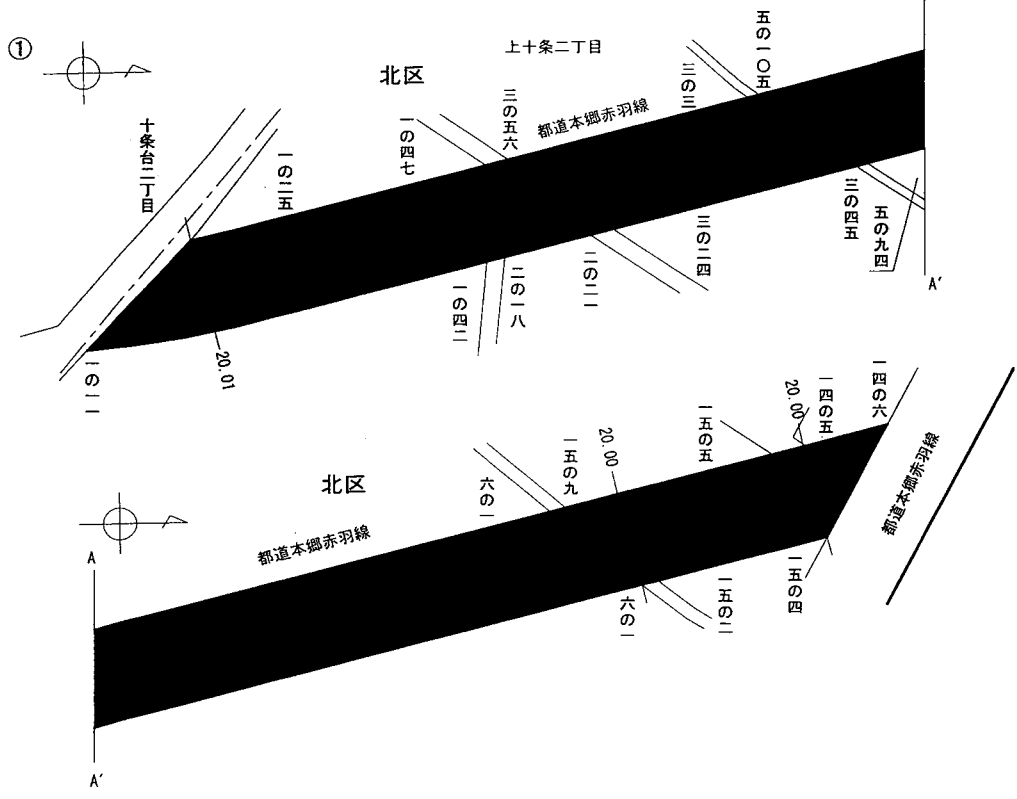 ①
上十条二丁目
北区
都道本郷赤羽線
十条台二丁目
一の二五
一の四七
三の五六
三の三
五の一〇五
一の一一
20.01
一の四二
二の一八
二の二一
三の二四
三の四五
五の九四
A′
北区
都道本郷赤羽線
六の一
一五の九
20.00
一五の五
20.00
一四の五
一四の六
都道本郷赤羽線
A
六の一
一五の二
一五の四
A′